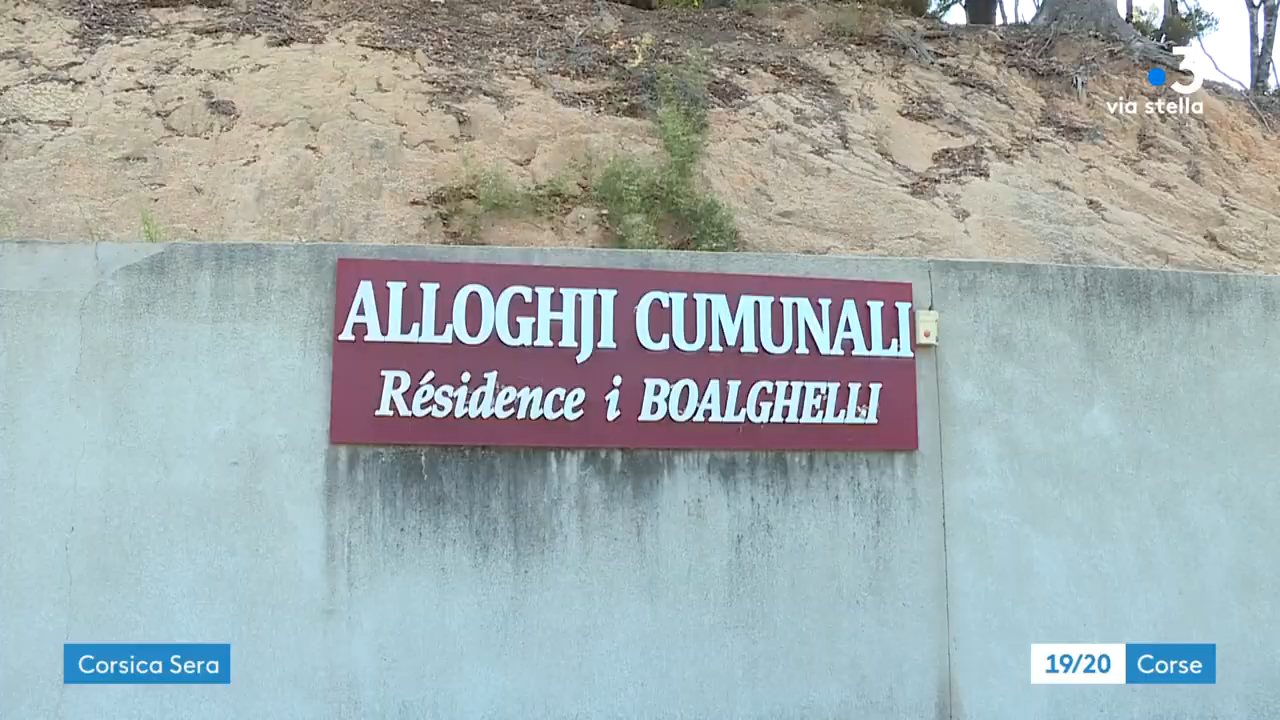 3
via stella
ALLOGHJI CUMUNALI
Résidence i BOALGHELLI
Corsica Sera
19/20 Corse